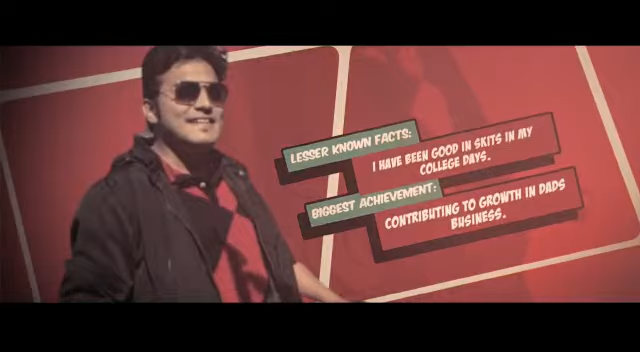 LESSER KNOWN FACTS:
I HAVE BEEN GOOD IN SKITS IN MY
COLLEGE DAYS.
BIGGEST ACHIEVEMENT:
CONTRIBUTING TO GROWTH IN DADS
BUSINESS.